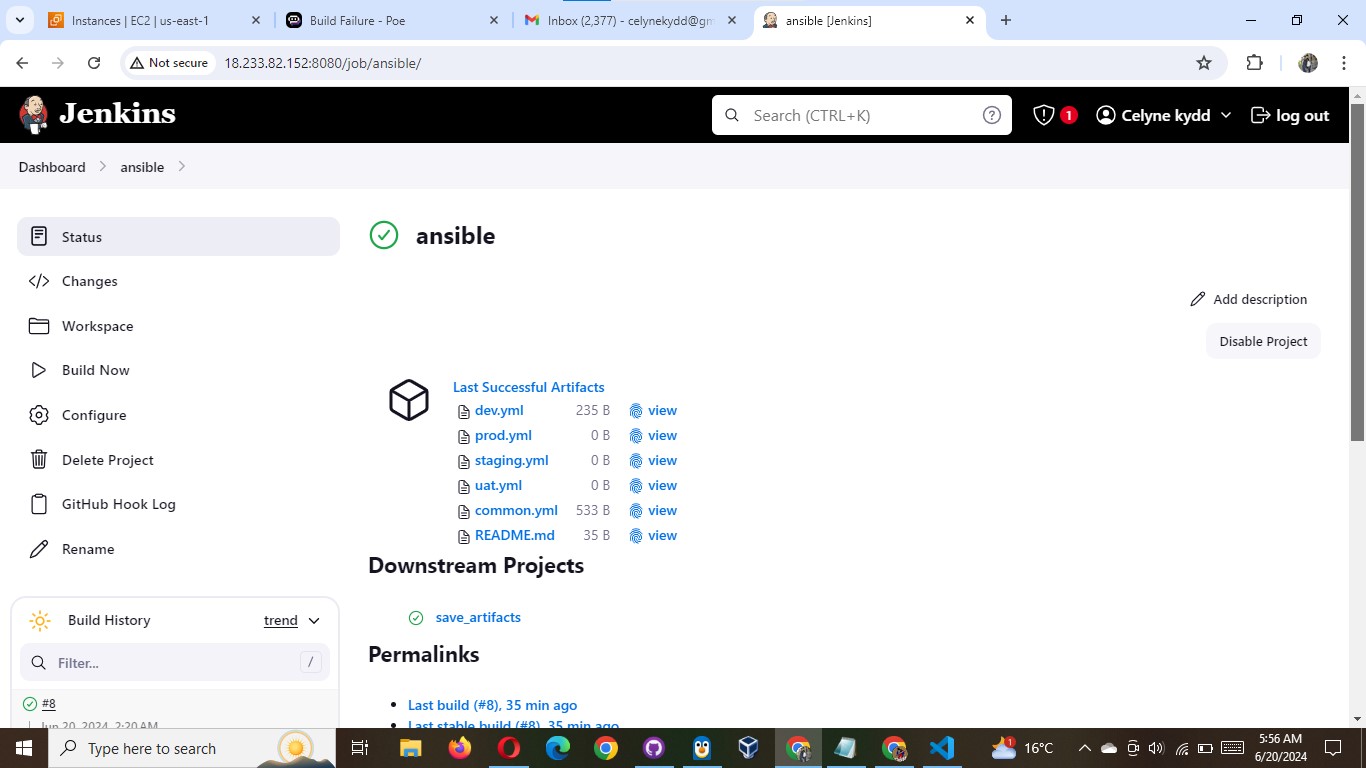 Instances | EC2 | us-east-1
Build Failure - Poe
Inbox (2,377) - celynekydd@gm
ansible [Jenkins]
Not secure
18.233.82.152:8080/job/ansible/
Jenkins
Search (CTRL+K)
?
1
Celyne kydd
log out
Dashboard
ansible
Status
Changes
Workspace
Build Now
Configure
Delete Project
GitHub Hook Log
Rename
Build History
trend
Filter...
/
#8
Jun 20, 2024, 2:20 AM
ansible
Add description
Disable Project
Last Successful Artifacts
dev.yml 235 B view
prod.yml 0 B view
staging.yml 0 B view
uat.yml 0 B view
common.yml 533 B view
README.md 35 B view
Downstream Projects
save_artifacts
Permalinks
Last build (#8), 35 min ago
Last stable build (#8), 35 min ago
Type here to search
1
16°C
5:56 AM
6/20/2024